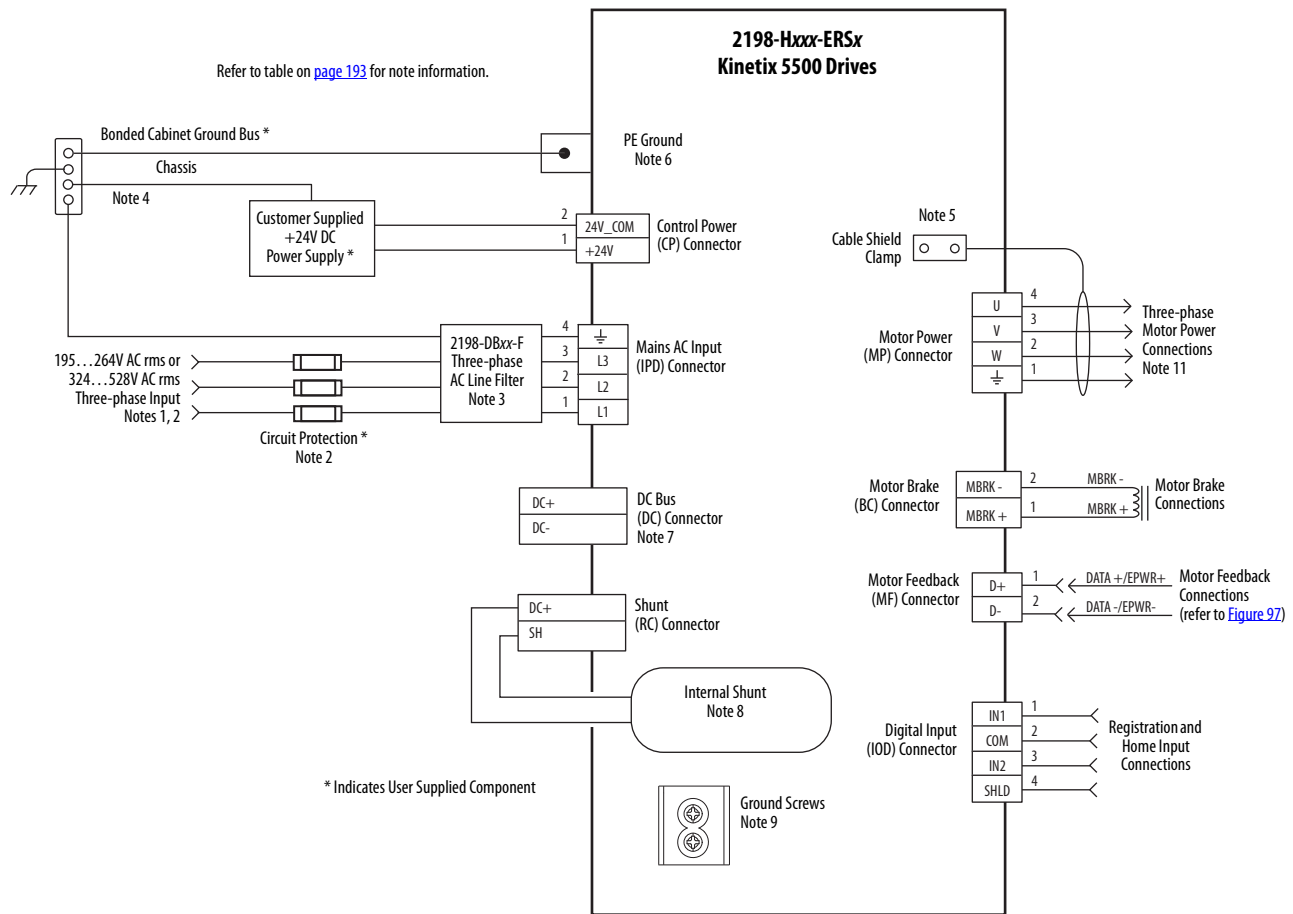 2198-Hxxx-ERSx
Kinetix 5500 Drives
Refer to table on page 193 for note information.
Bonded Cabinet Ground Bus *
Chassis
Note 4
PE Ground
Note 6
Customer Supplied
+24V DC
Power Supply *
2
1
24V_COM
+24V
Control Power
(CP) Connector
195…264V AC rms or
324…528V AC rms
Three-phase Input
Notes 1, 2
Circuit Protection *
Note 2
2198-DBxx-F
Three-phase
AC Line Filter
Note 3
4
3
2
1
L3
L2
L1
Mains AC Input
(IPD) Connector
DC+
DC-
DC Bus
(DC) Connector
Note 7
DC+
SH
Shunt
(RC) Connector
Internal Shunt
Note 8
* Indicates User Supplied Component
Ground Screws
Note 9
Note 5
Cable Shield
Clamp
Motor Power
(MP) Connector
U
V
W
4
3
2
1
Three-phase
Motor Power
Connections
Note 11
Motor Brake
(BC) Connector
MBRK -
MBRK +
2
1
MBRK -
MBRK +
Motor Brake
Connections
Motor Feedback
(MF) Connector
D+
D-
1
2
DATA +/EPWR+
DATA -/EPWR-
Motor Feedback
Connections
(refer to Figure 97)
Digital Input
(IOD) Connector
IN1
COM
IN2
SHLD
1
2
3
4
Registration and
Home Input
Connections